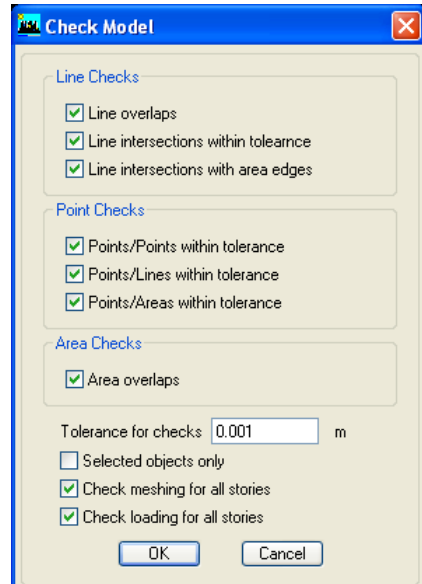 Check Model
Line Checks
Line overlaps
Line intersections within tolearnce
Line intersections with area edges
Point Checks
Points/Points within tolerance
Points/Lines within tolerance
Points/Areas within tolerance
Area Checks
Area overlaps
Tolerance for checks 0.001 m
Selected objects only
Check meshing for all stories
Check loading for all stories
OK Cancel